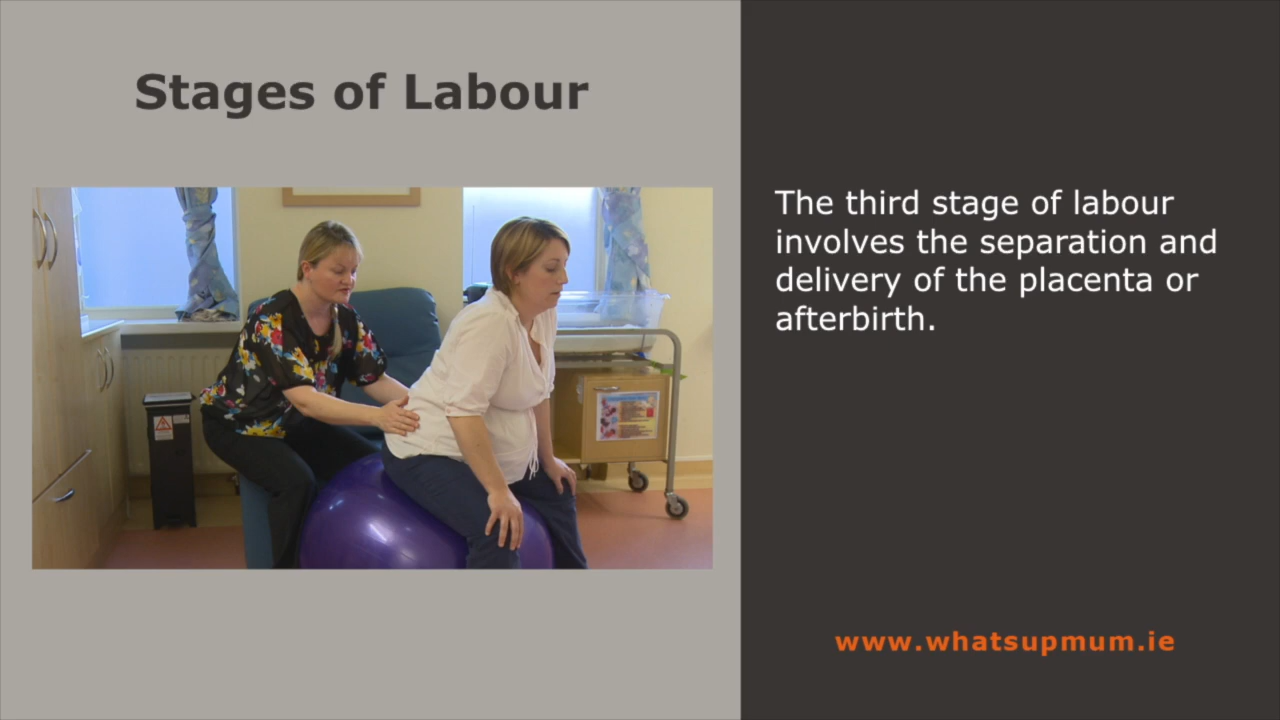 Stages of Labour
The third stage of labour
involves the separation and
delivery of the placenta or
afterbirth.
www.whatsupmum.ie